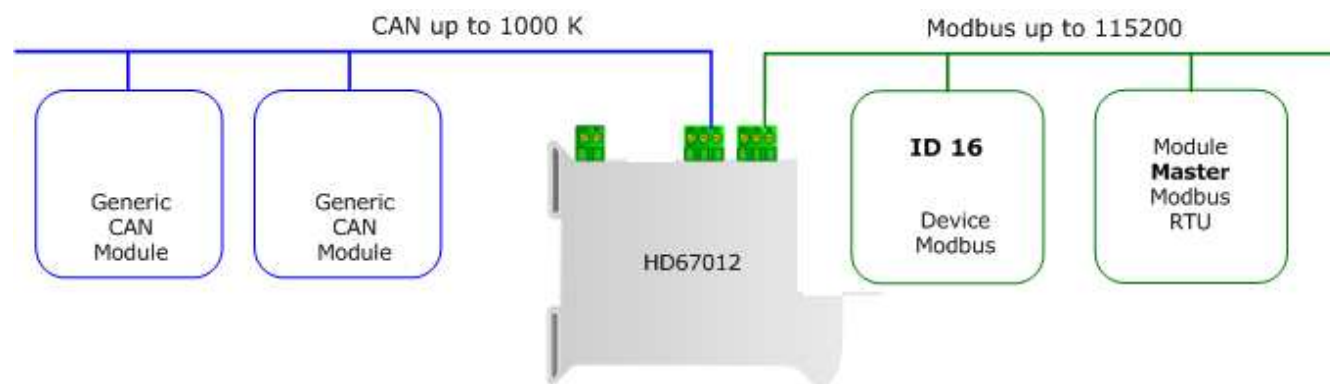 CAN up to 1000 K
Modbus up to 115200
Generic
CAN
Module
Generic
CAN
Module
HD67012
ID 16
Device
Modbus
Module
Master
Modbus
RTU